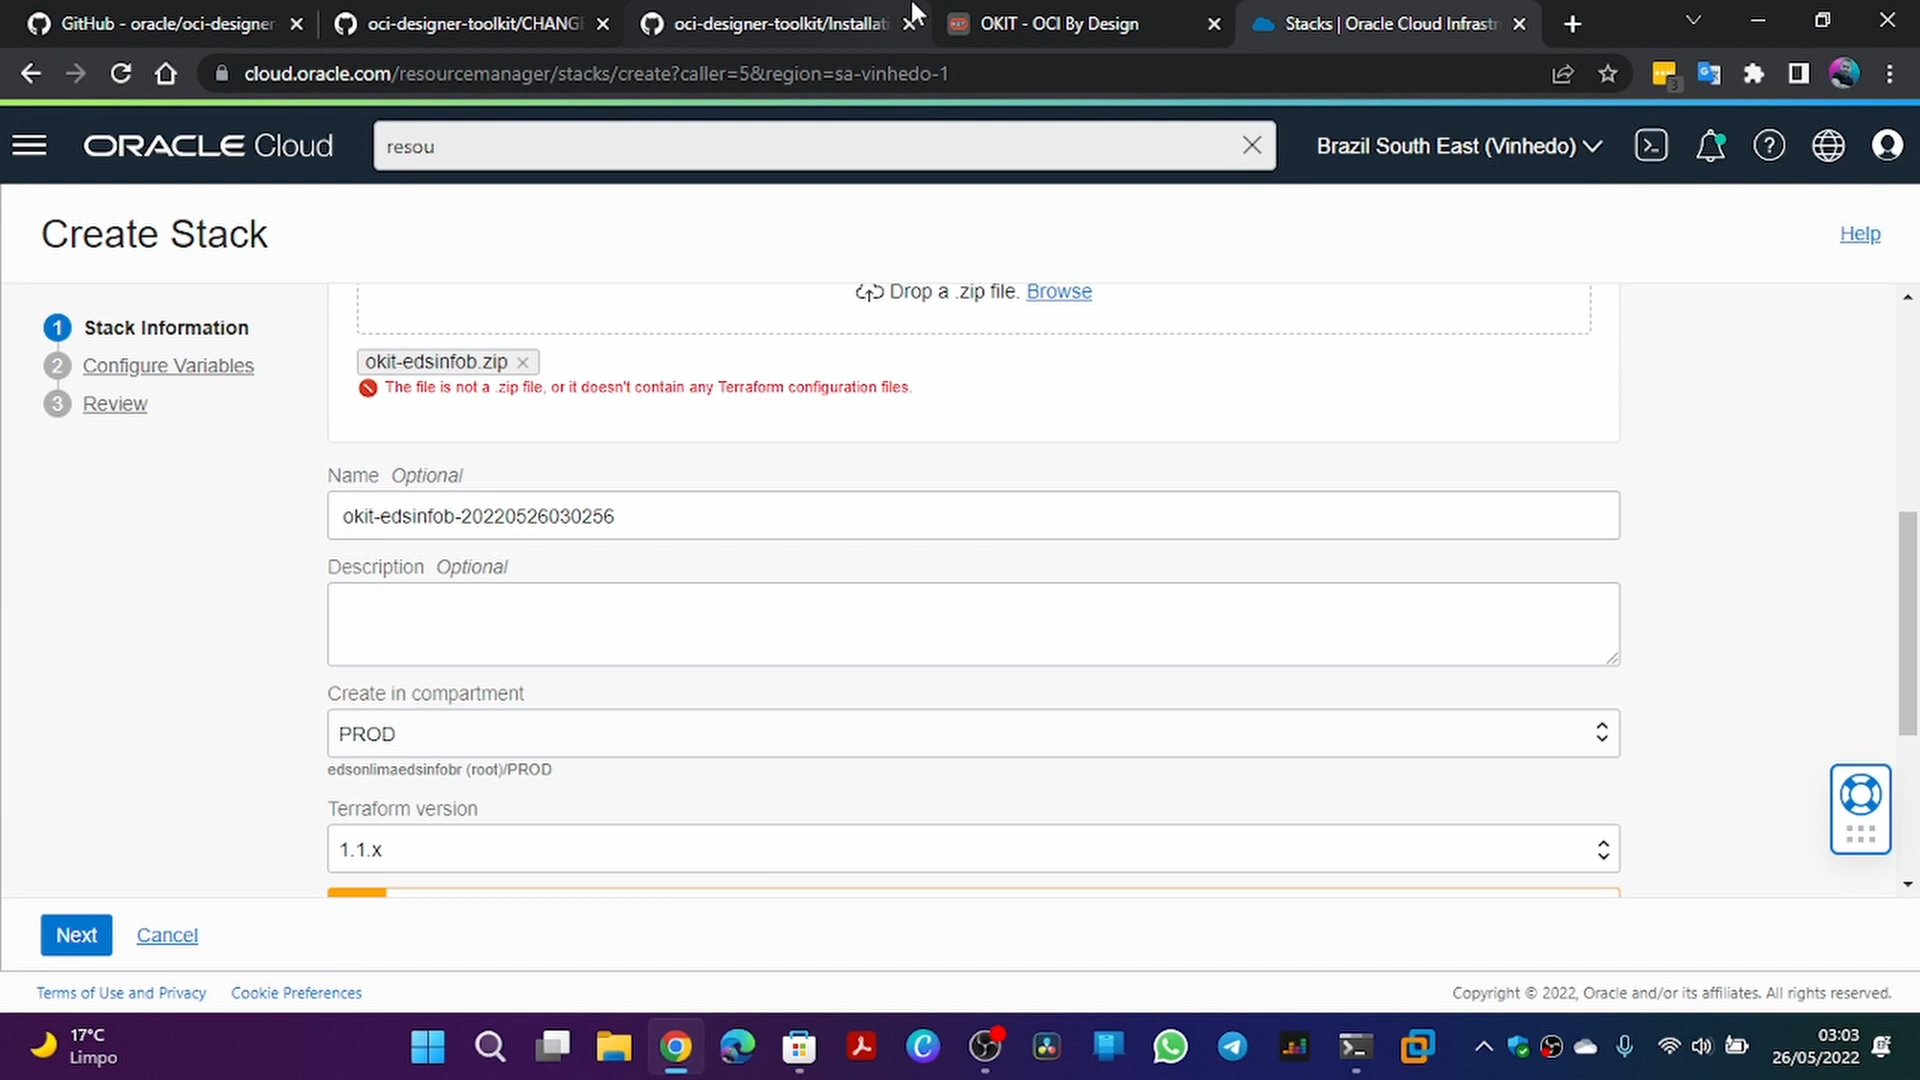 GitHub - oracle/oci-designer
oci-designer-toolkit/CHANG
oci-designer-toolkit/Installati
OKIT - OCI By Design
Stacks | Oracle Cloud Infrastr
cloud.oracle.com/resourcemanager/stacks/create?caller=5&region=sa-vinhedo-1
3
ORACLE Cloud
resou
Brazil South East (Vinhedo)
Create Stack
Help
1 Stack Information
2 Configure Variables
3 Review
Drop a .zip file. Browse
okit-edsinfob.zip
The file is not a .zip file, or it doesn't contain any Terraform configuration files.
Name Optional
okit-edsinfob-20220526030256
Description Optional
Create in compartment
PROD
edsonlimaedsinfobr (root)/PROD
Terraform version
1.1.x
Next
Cancel
Terms of Use and Privacy
Cookie Preferences
Copyright © 2022, Oracle and/or its affiliates. All rights reserved.
17°C
Limpo
03:03
26/05/2022